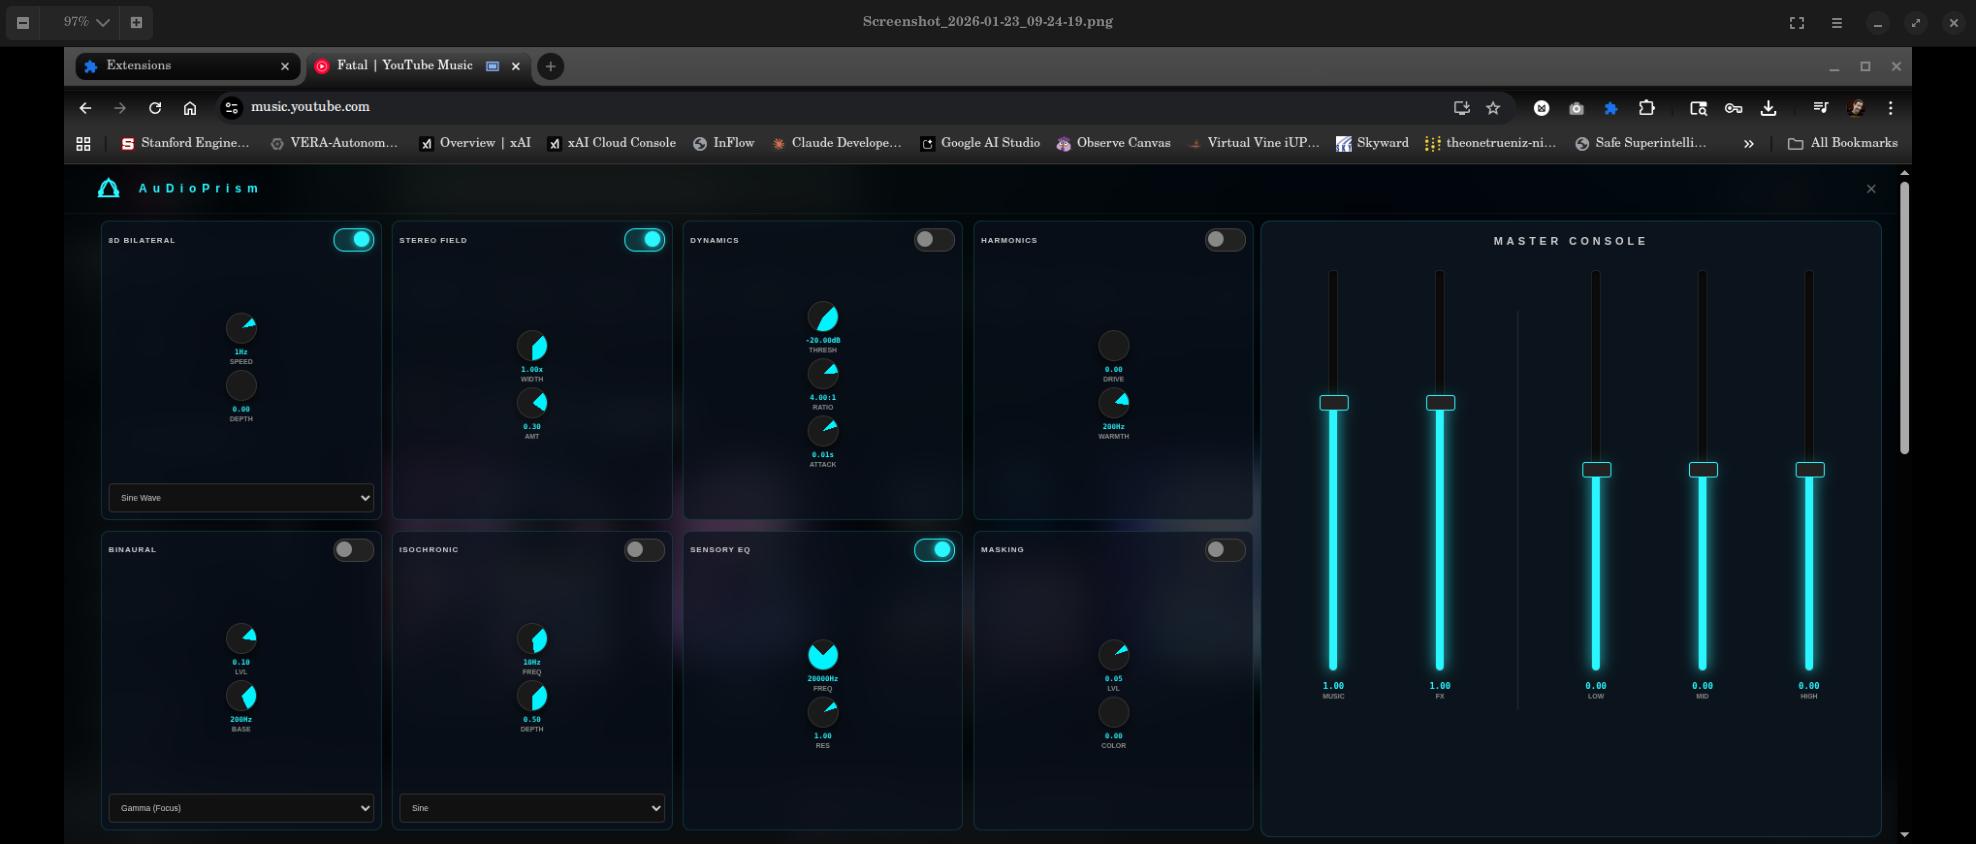 97%
Screenshot_2026-01-23_09-24-19.png
Extensions
Fatal | YouTube Music
music.youtube.com
Stanford Engine...
VERA-Autonom...
Overview | xAI
xAI Cloud Console
InFlow
Claude Develope...
Google AI Studio
Observe Canvas
Virtual Vine iUP...
Skyward
theonetrueniz-ni...
Safe Superintelli...
All Bookmarks
AuDioPrism
8D BILATERAL
1Hz
SPEED
0.00
DEPTH
Sine Wave
STEREO FIELD
1.00x
WIDTH
0.30
AMT
DYNAMICS
-20.00dB
THRESH
4.00:1
RATIO
0.01s
ATTACK
HARMONICS
0.00
DRIVE
200Hz
WARMTH
BINAURAL
0.10
LVL
200Hz
BASE
Gamma (Focus)
ISOCHRONIC
10Hz
FREQ
0.50
DEPTH
Sine
SENSORY EQ
20000Hz
FREQ
1.00
RES
MASKING
0.05
LVL
0.00
COLOR
MASTER CONSOLE
1.00
MUSIC
1.00
FX
0.00
LOW
0.00
MID
0.00
HIGH